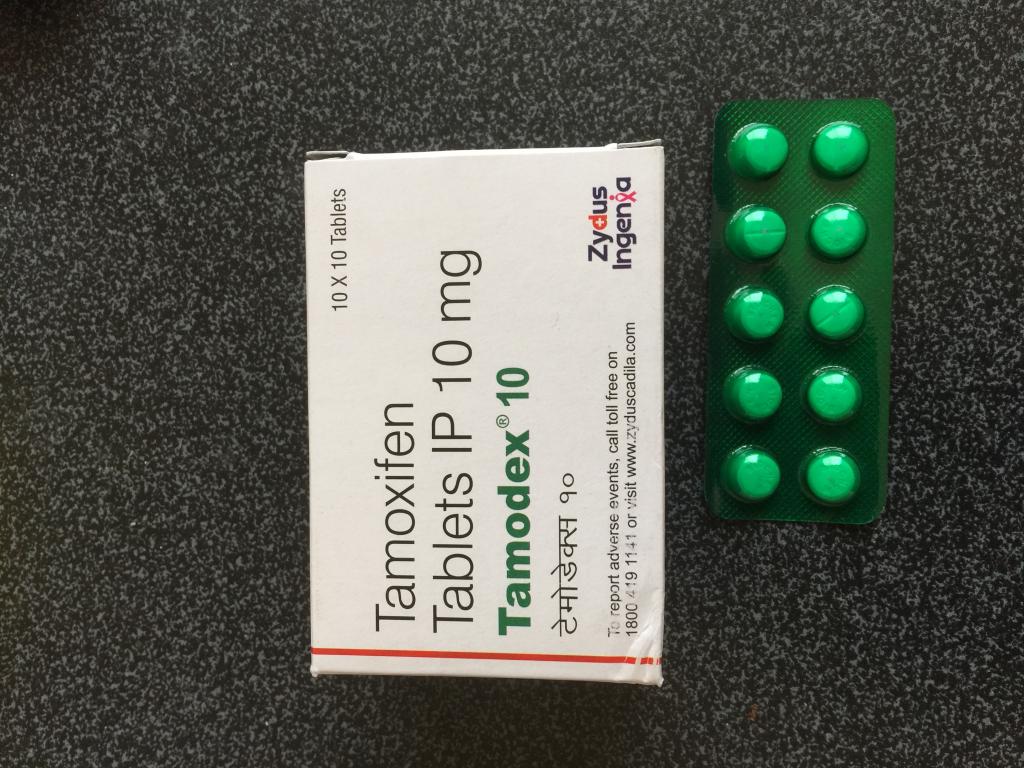 10 X 10 Tablets
Tamoxifen
Tablets IP 10 mg
Tamodex® 10
टेमोडेक्स १०
To report adverse events, call toll free on
1800 419 1141 or visit www.zyduscadila.com
Zydus
Ingenia